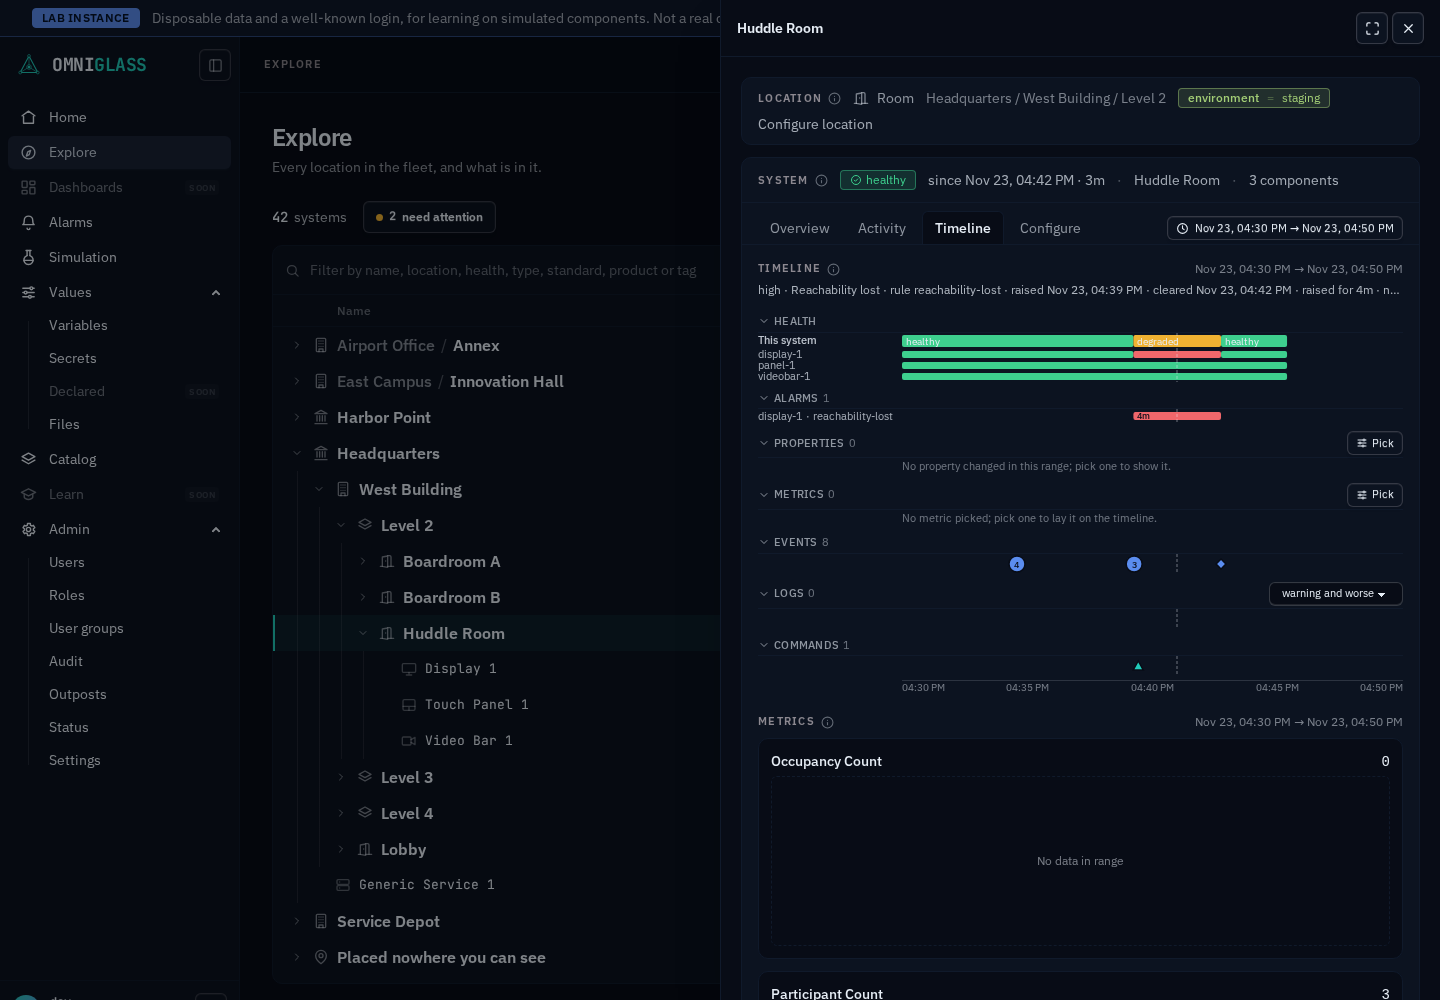 LAB INSTANCE Disposable data and a well-known login, for learning on simulated components. Not a real
OMNIGLASS
Home
Explore
Dashboards SOON
Alarms
Simulation
Values
Variables
Secrets
Declared SOON
Files
Catalog
Learn SOON
Admin
Users
Roles
User groups
Audit
Outposts
Status
Settings
EXPLORE
Explore
Every location in the fleet, and what is in it.
42 systems
2 need attention
Filter by name, location, health, type, standard, product or tag
Name
Airport Office / Annex
East Campus / Innovation Hall
Harbor Point
Headquarters
West Building
Level 2
Boardroom A
Boardroom B
Huddle Room
Display 1
Touch Panel 1
Video Bar 1
Level 3
Level 4
Lobby
Generic Service 1
Service Depot
Placed nowhere you can see
Huddle Room
LOCATION Room Headquarters / West Building / Level 2 environment = staging
Configure location
SYSTEM healthy since Nov 23, 04:42 PM · 3m · Huddle Room · 3 components
Overview Activity Timeline Configure Nov 23, 04:30 PM → Nov 23, 04:50 PM
TIMELINE Nov 23, 04:30 PM → Nov 23, 04:50 PM
high · Reachability lost · rule reachability-lost · raised Nov 23, 04:39 PM · cleared Nov 23, 04:42 PM · raised for 4m · n...
HEALTH
This system healthy degraded healthy
display-1
panel-1
videobar-1
ALARMS 1
display-1 · reachability-lost 4m
PROPERTIES 0 Pick
No property changed in this range; pick one to show it.
METRICS 0 Pick
No metric picked; pick one to lay it on the timeline.
EVENTS 8
4 3
LOGS 0 warning and worse
COMMANDS 1
04:30 PM 04:35 PM 04:40 PM 04:45 PM 04:50 PM
METRICS Nov 23, 04:30 PM → Nov 23, 04:50 PM
Occupancy Count 0
No data in range
Participant Count 3